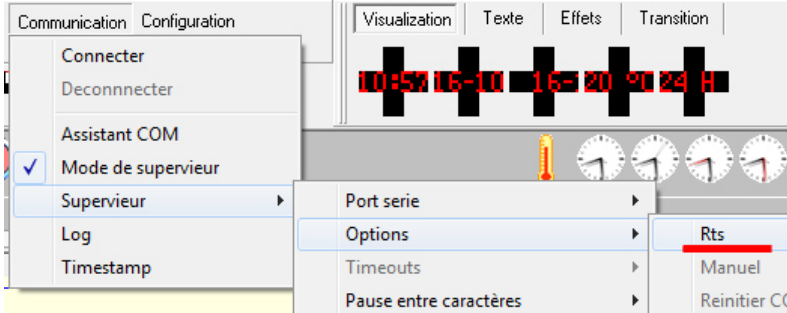 Communication Configuration
Visualization Texte Effets Transition
Connecter
Deconnnecter
10:57 16-10 16-: 20 ºC 24 H
Assistant COM
Mode de supervieur
Supervieur
Port serie
Options
Rts
Log
Timestamp
Timeouts
Manuel
Pause entre caractères
Reinitier